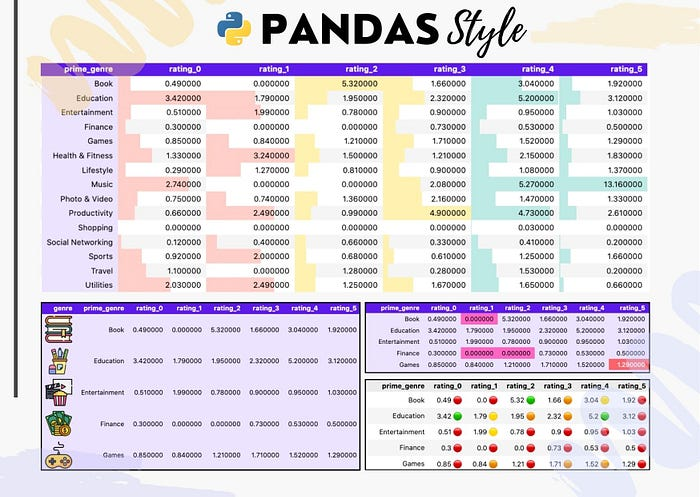 PANDAS Style
prime_genre rating_0 rating_1 rating_2 rating_3 rating_4 rating_5
Book 0.490000 0.000000 5.320000 1.660000 3.040000 1.920000
Education 3.420000 1.790000 1.950000 2.320000 5.200000 3.120000
Entertainment 0.510000 1.990000 0.780000 0.900000 0.950000 1.030000
Finance 0.300000 0.000000 0.000000 0.730000 0.530000 0.500000
Games 0.850000 0.840000 1.210000 1.710000 1.520000 1.290000
Health & Fitness 1.330000 3.240000 1.500000 1.210000 2.150000 1.830000
Lifestyle 0.290000 1.270000 0.810000 0.900000 1.080000 1.370000
Music 2.740000 0.000000 0.000000 2.080000 5.270000 13.160000
Photo & Video 0.750000 0.740000 1.360000 2.160000 1.470000 1.330000
Productivity 0.660000 2.490000 0.990000 4.900000 4.730000 2.610000
Shopping 0.000000 0.000000 0.000000 0.000000 0.030000 0.000000
Social Networking 0.120000 0.400000 0.660000 0.330000 0.410000 0.200000
Sports 0.920000 2.000000 0.680000 0.610000 1.250000 1.660000
Travel 1.100000 0.000000 1.280000 0.280000 1.530000 0.200000
Utilities 2.030000 2.490000 1.250000 1.670000 1.650000 0.660000
genre prime_genre rating_0 rating_1 rating_2 rating_3 rating_4 rating_5
Book 0.490000 0.000000 5.320000 1.660000 3.040000 1.920000
Education 3.420000 1.790000 1.950000 2.320000 5.200000 3.120000
Entertainment 0.510000 1.990000 0.780000 0.900000 0.950000 1.030000
Finance 0.300000 0.000000 0.000000 0.730000 0.530000 0.500000
Games 0.850000 0.840000 1.210000 1.710000 1.520000 1.290000
prime_genre rating_0 rating_1 rating_2 rating_3 rating_4 rating_5
Book 0.490000 0.000000 5.320000 1.660000 3.040000 1.920000
Education 3.420000 1.790000 1.950000 2.320000 5.200000 3.120000
Entertainment 0.510000 1.990000 0.780000 0.900000 0.950000 1.030000
Finance 0.300000 0.000000 0.000000 0.730000 0.530000 0.500000
Games 0.850000 0.840000 1.210000 1.710000 1.520000 1.290000
prime_genre rating_0 rating_1 rating_2 rating_3 rating_4 rating_5
Book 0.49 0.0 5.32 1.66 3.04 1.92
Education 3.42 1.79 1.95 2.32 5.2 3.12
Entertainment 0.51 1.99 0.78 0.9 0.95 1.03
Finance 0.3 0.0 0.0 0.73 0.53 0.5
Games 0.85 0.84 1.21 1.71 1.52 1.29